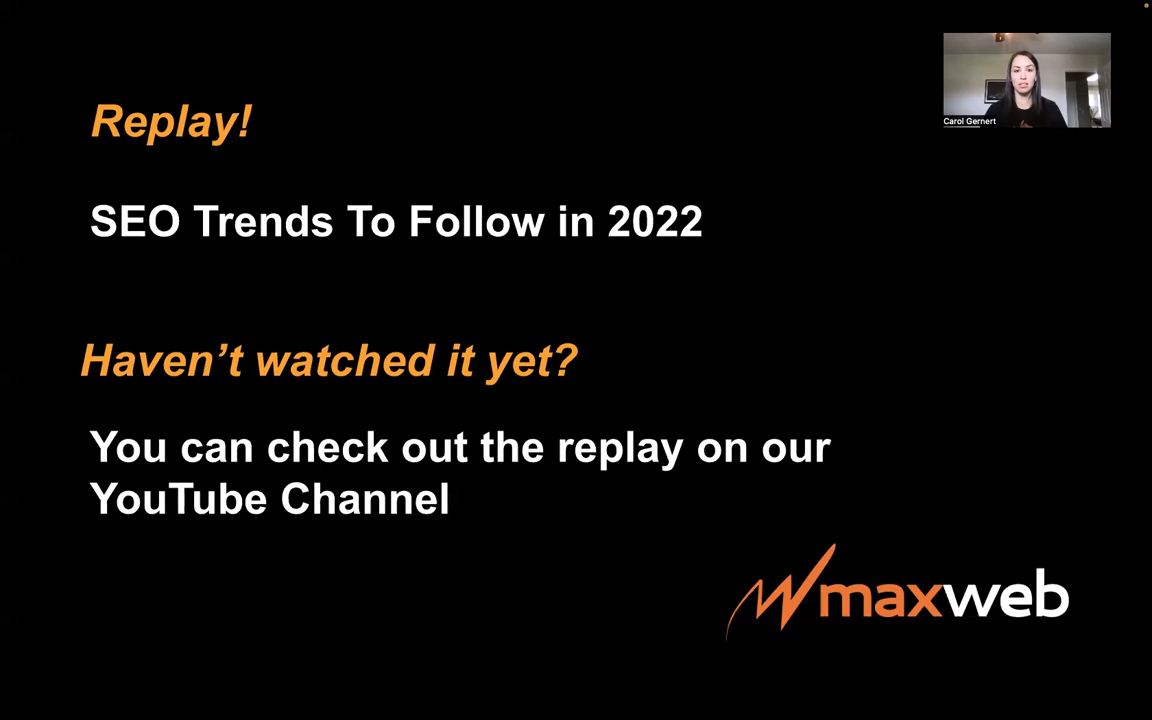 Replay!
Carol Gernert
SEO Trends To Follow in 2022
Haven’t watched it yet?
You can check out the replay on our
YouTube Channel
maxweb